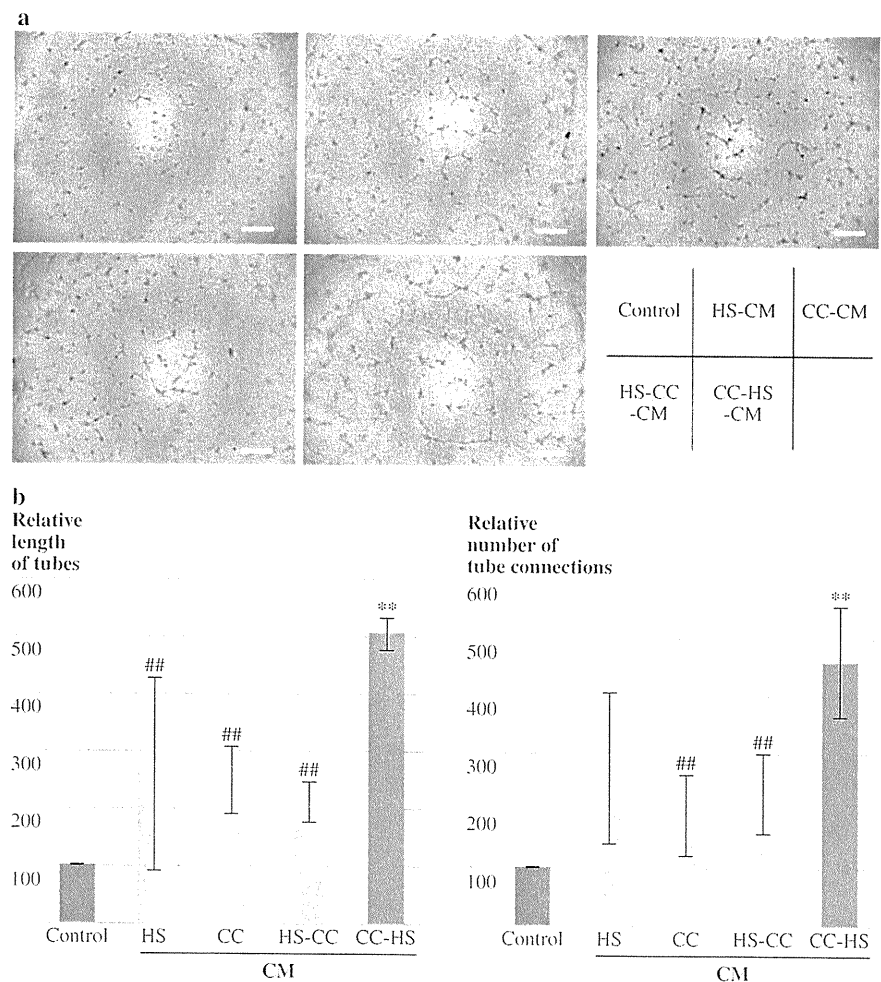 a
Control HS-CM CC-CM
HS-CC CC-HS
-CM -CM
b
Relative
length
of tubes
600
500
400
300
200
100
##
##
##
**
Control HS CC HS-CC CC-HS
CM
Relative
number of
tube connections
600
500
400
300
200
100
##
##
**
Control HS CC HS-CC CC-HS
CM